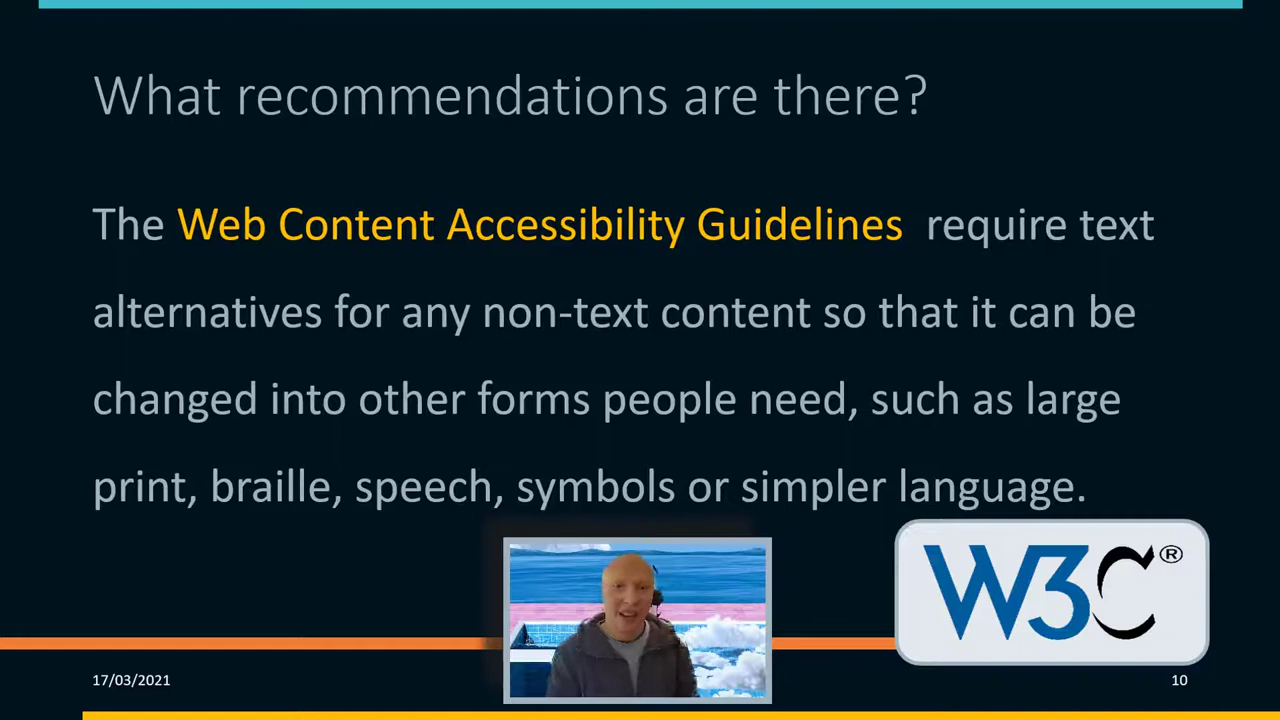 What recommendations are there?
The Web Content Accessibility Guidelines require text
alternatives for any non-text content so that it can be
changed into other forms people need, such as large
print, braille, speech, symbols or simpler language.
W3C®
17/03/2021
10